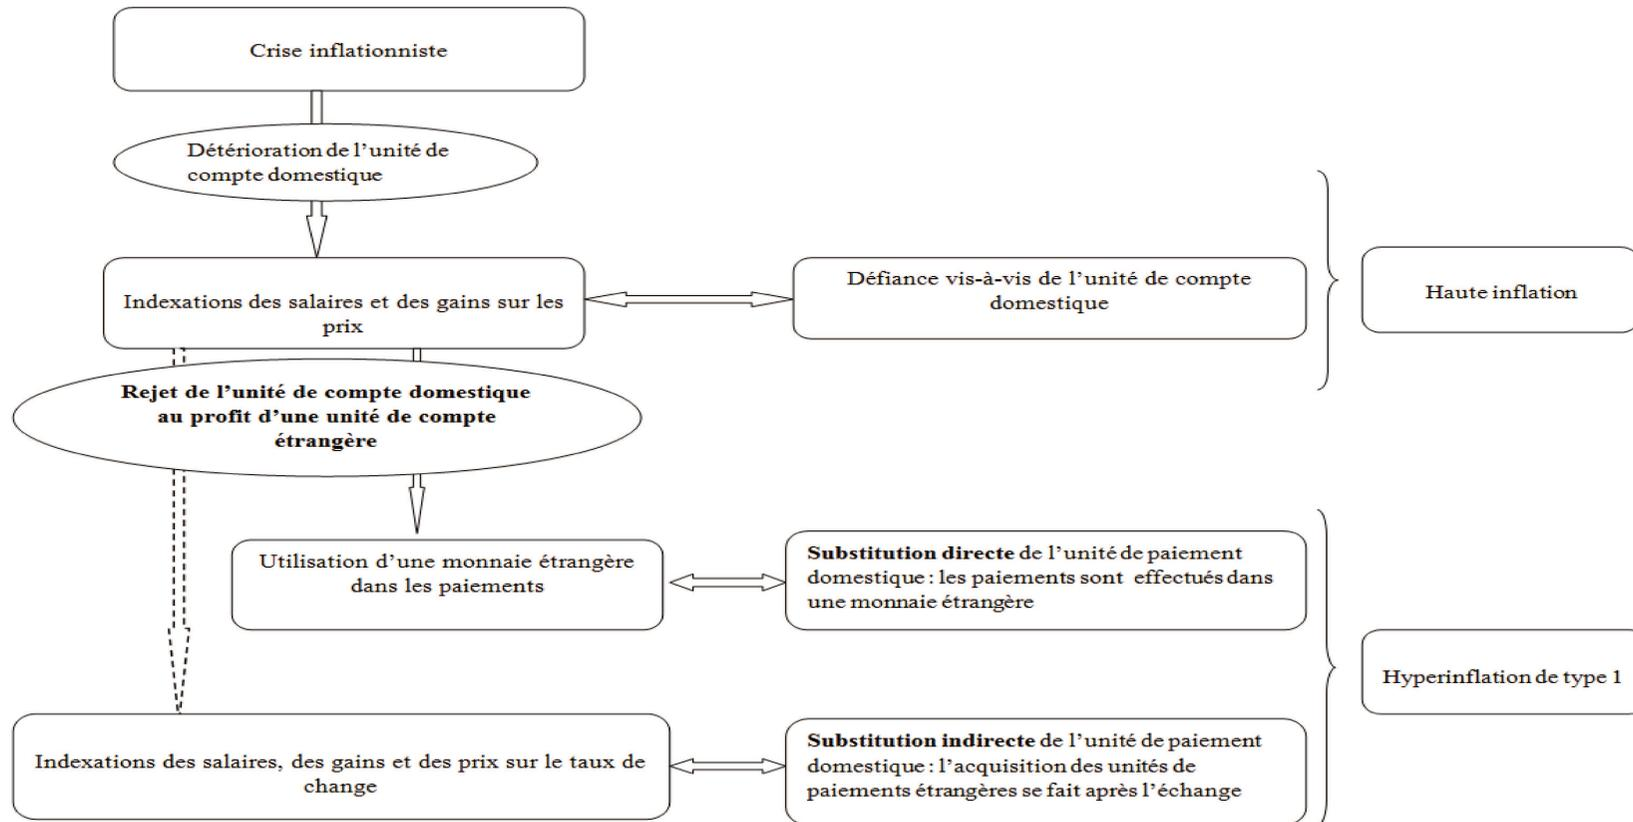 Crise inflationniste
Détérioration de l'unité de
compte domestique
Indexations des salaires et des gains sur les
prix
Défiance vis-à-vis de l'unité de compte
domestique
Haute inflation
Rejet de l'unité de compte domestique
au profit d'une unité de compte
étrangère
Utilisation d'une monnaie étrangère
dans les paiements
Substitution directe de l'unité de paiement
domestique : les paiements sont effectués dans
une monnaie étrangère
Hyperinflation de type 1
Indexations des salaires, des gains et des prix sur le taux de
change
Substitution indirecte de l'unité de paiement
domestique : l'acquisition des unités de
paiements étrangères se fait après l'échange